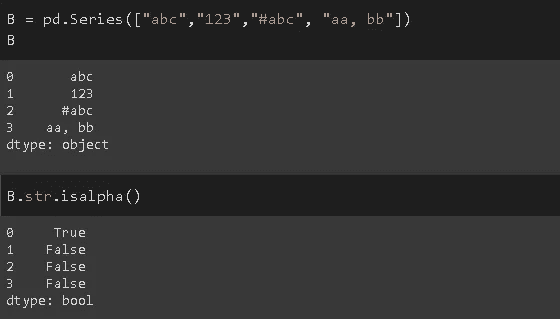 B = pd.Series(["abc","123","#abc", "aa, bb"])
B
0       abc
1       123
2      #abc
3    aa, bb
dtype: object
B.str.isalpha()
0     True
1    False
2    False
3    False
dtype: bool